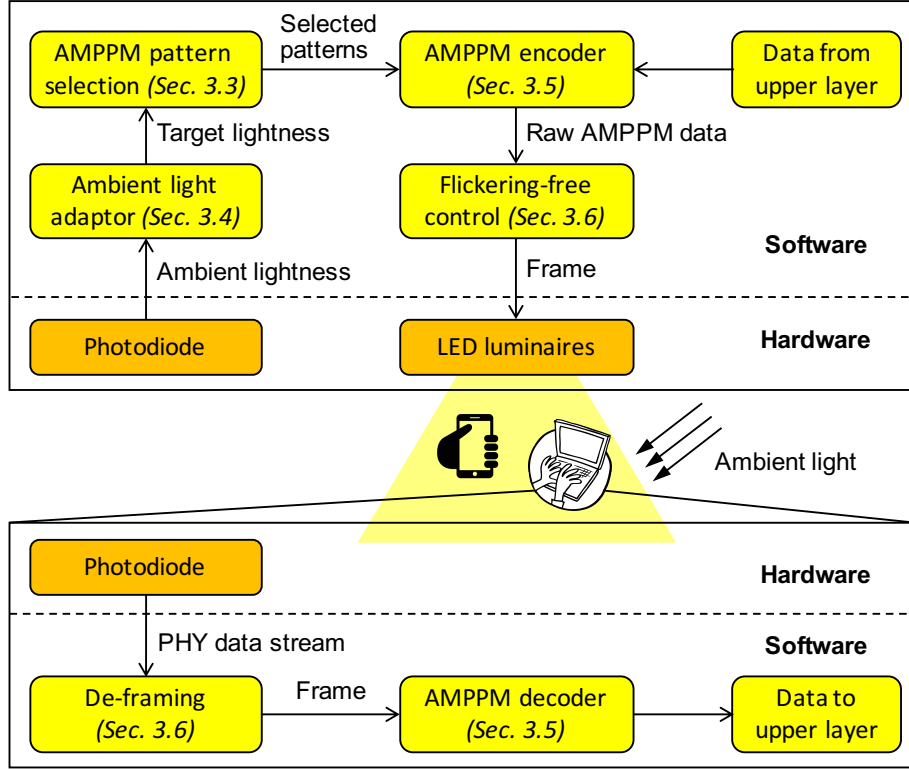 AMPPM pattern
selection (Sec. 3.3)
Selected
patterns
AMPPM encoder
(Sec. 3.5)
Data from
upper layer
Target lightness
Raw AMPPM data
Ambient light
adaptor (Sec. 3.4)
Flickering-free
control (Sec. 3.6)
Software
Ambient lightness
Frame
Photodiode
LED luminaires
Hardware
Ambient light
Photodiode
Hardware
PHY data stream
Software
De-framing
(Sec. 3.6)
Frame
AMPPM decoder
(Sec. 3.5)
Data to
upper layer